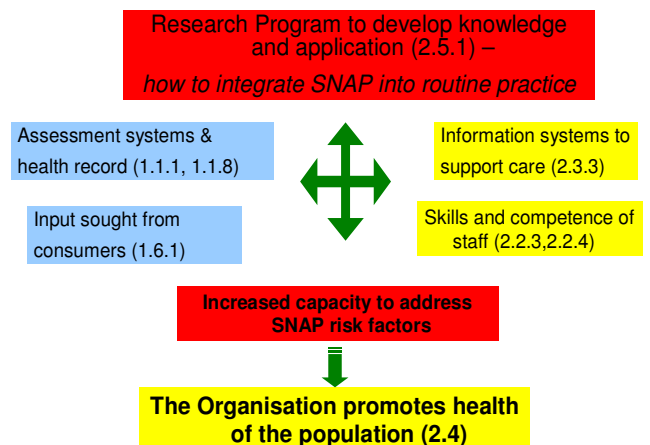 Research Program to develop knowledge
and application (2.5.1) –
how to integrate SNAP into routine practice
Assessment systems &
health record (1.1.1, 1.1.8)
Information systems to
support care (2.3.3)
Input sought from
consumers (1.6.1)
Skills and competence of
staff (2.2.3,2.2.4)
Increased capacity to address
SNAP risk factors
The Organisation promotes health
of the population (2.4)